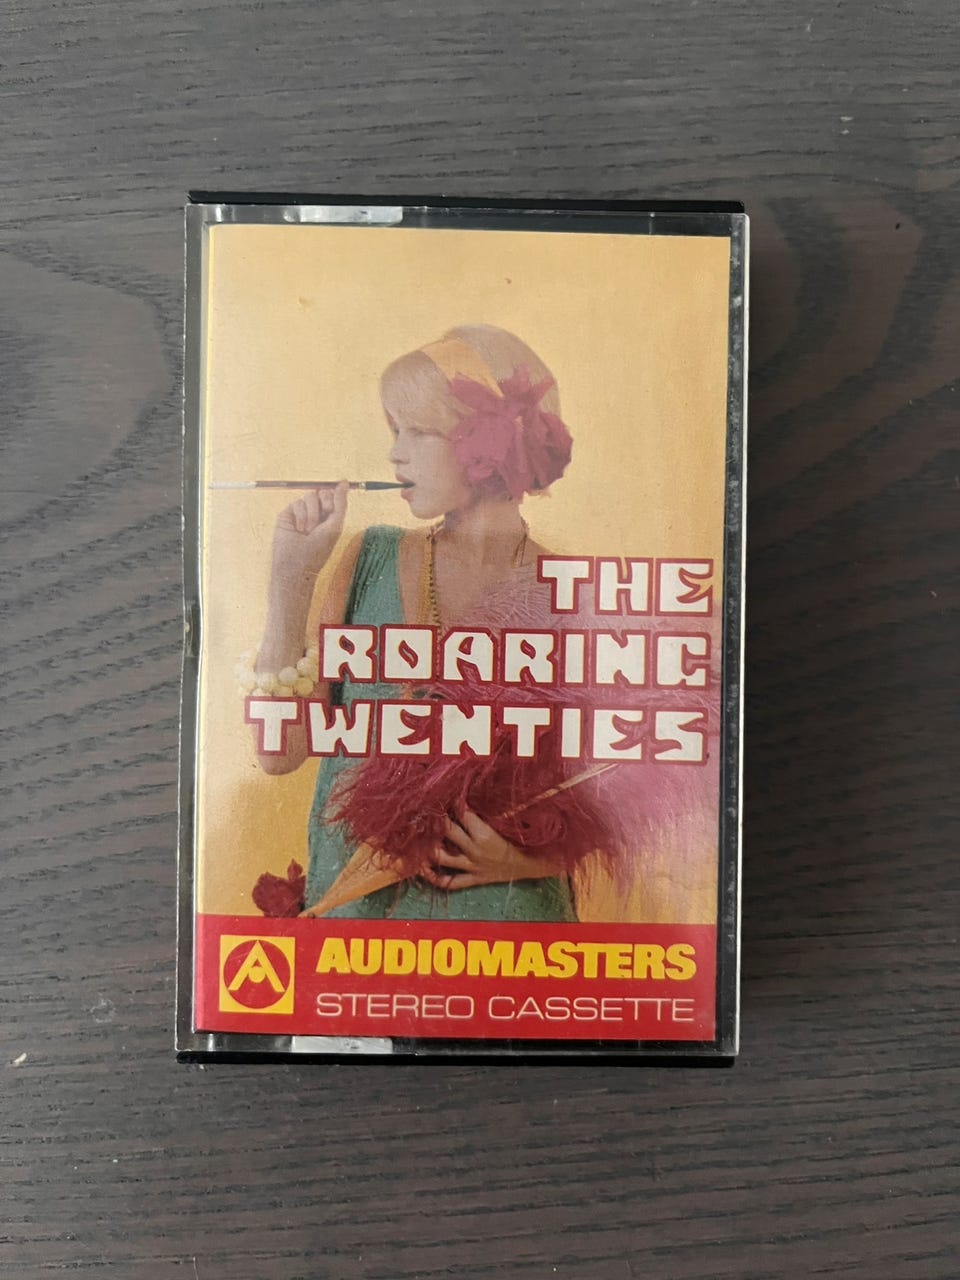 THE
ROARING
TWENTIES
AUDIOMASTERS
STEREO CASSETTE